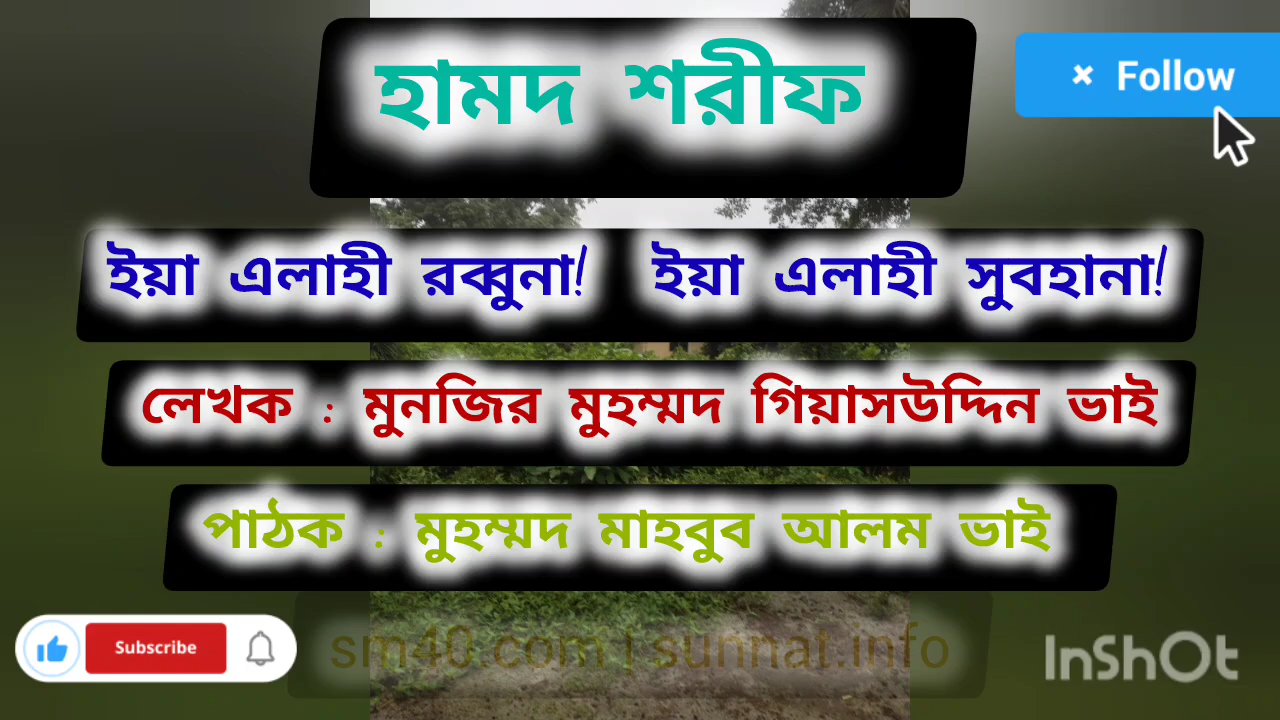 হামদ শরীফ
× Follow
ইয়া এলাহী রব্বুনা! ইয়া এলাহী সুবহানা!
লেখক : মুনজির মুহম্মদ গিয়াসউদ্দিন ভাই
পাঠক : মুহম্মদ মাহবুব আলম ভাই
sm40.com | sunnat.info
Subscribe
InShOt